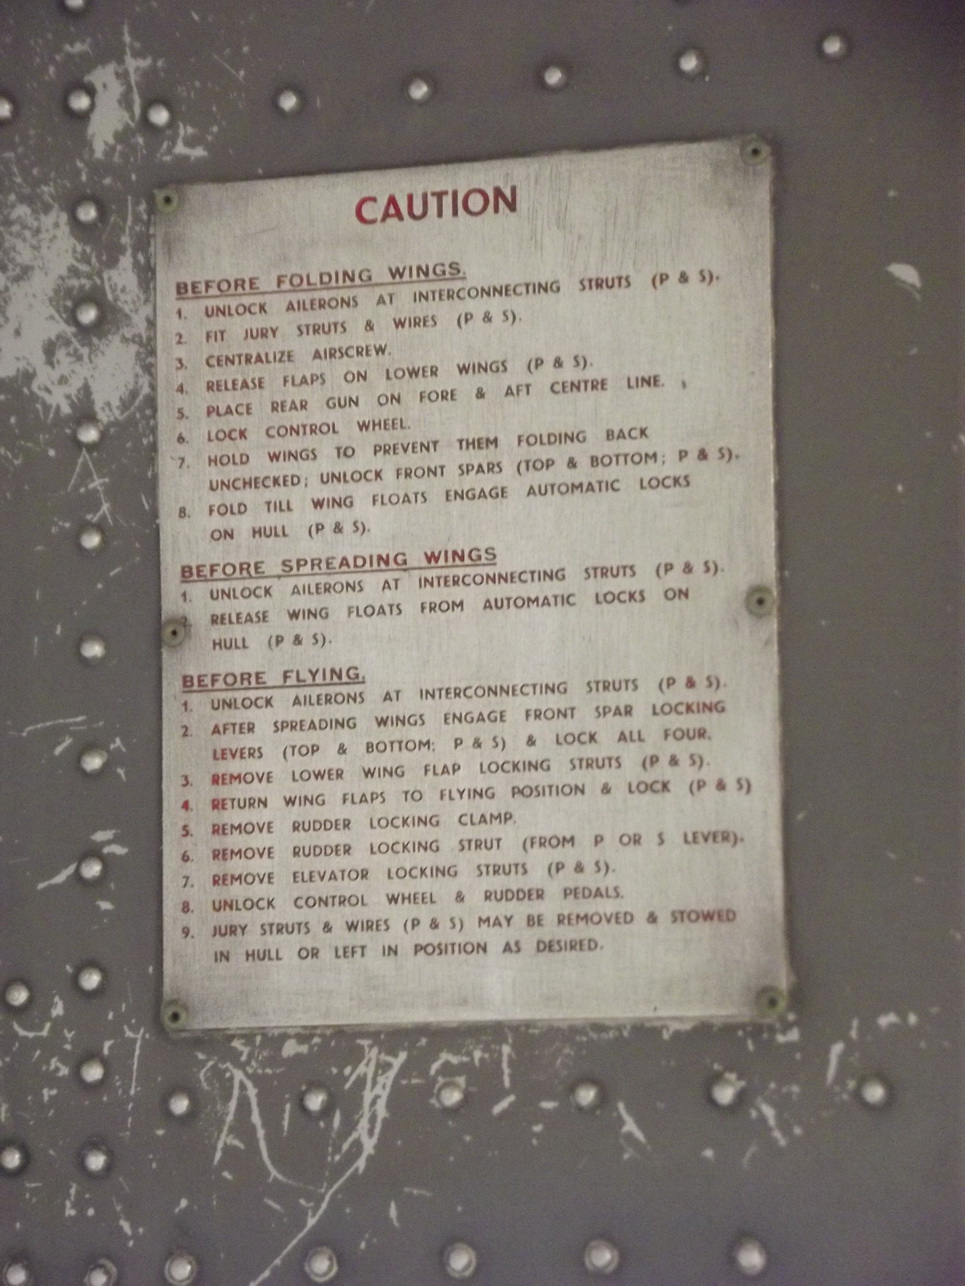 CAUTION
BEFORE FOLDING WINGS.
1. UNLOCK AILERONS AT INTERCONNECTING STRUTS (P & S).
2. FIT JURY STRUTS & WIRES (P & S).
3. CENTRALIZE AIRSCREW.
4. RELEASE FLAPS ON LOWER WINGS (P & S).
5. PLACE REAR GUN ON FORE & AFT CENTRE LINE.
6. LOCK CONTROL WHEEL.
7. HOLD WINGS TO PREVENT THEM FOLDING BACK
UNCHECKED; UNLOCK FRONT SPARS (TOP & BOTTOM; P & S).
8. FOLD TILL WING FLOATS ENGAGE AUTOMATIC LOCKS
ON HULL (P & S).
BEFORE SPREADING WINGS
1. UNLOCK AILERONS AT INTERCONNECTING STRUTS (P & S).
2. RELEASE WING FLOATS FROM AUTOMATIC LOCKS ON
HULL (P & S).
BEFORE FLYING.
1. UNLOCK AILERONS AT INTERCONNECTING STRUTS (P & S).
2. AFTER SPREADING WINGS ENGAGE FRONT SPAR LOCKING
LEVERS (TOP & BOTTOM; P & S) & LOCK ALL FOUR.
3. REMOVE LOWER WING FLAP LOCKING STRUTS (P & S).
4. RETURN WING FLAPS TO FLYING POSITION & LOCK (P & S)
5. REMOVE RUDDER LOCKING CLAMP.
6. REMOVE RUDDER LOCKING STRUT (FROM P OR S LEVER).
7. REMOVE ELEVATOR LOCKING STRUTS (P & S).
8. UNLOCK CONTROL WHEEL & RUDDER PEDALS.
9. JURY STRUTS & WIRES (P & S) MAY BE REMOVED & STOWED
IN HULL OR LEFT IN POSITION AS DESIRED.